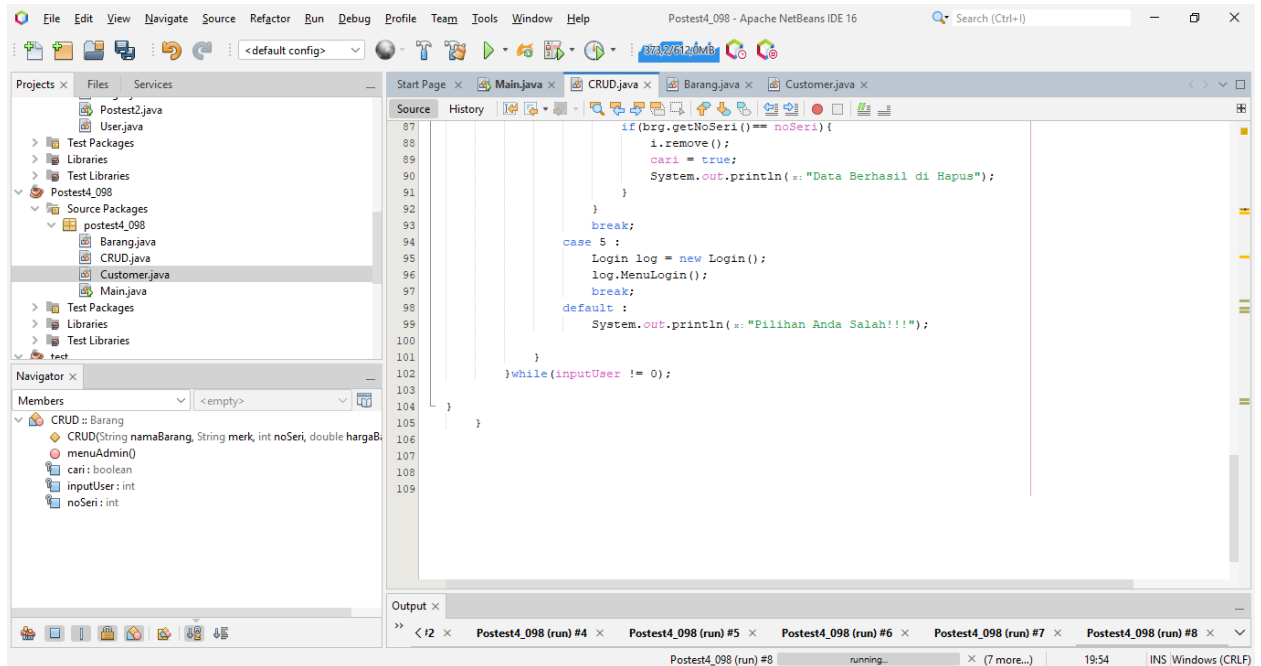 File Edit View Navigate Source Refactor Run Debug Profile Team Tools Window Help Postest4_098 - Apache NetBeans IDE 16 Search (Ctrl+I)
<default config> 373,2/612,0MB
Projects Files Services
Postest2.java
User.java
Test Packages
Libraries
Test Libraries
Postest4_098
Source Packages
postest4_098
Barang.java
CRUD.java
Customer.java
Main.java
Test Packages
Libraries
Test Libraries
test
Navigator
Members <empty>
CRUD :: Barang
CRUD(String namaBarang, String merk, int noSeri, double hargaBa
menuAdmin()
cari : boolean
inputUser : int
noSeri : int
Start Page Main.java CRUD.java Barang.java Customer.java
Source History
87 if(brg.getNoSeri()== noSeri){
88 i.remove();
89 cari = true;
90 System.out.println(x: "Data Berhasil di Hapus");
91 }
92 }
93 break;
94 case 5 :
95 Login log = new Login();
96 log.MenuLogin();
97 break;
98 default :
99 System.out.println(x: "Pilihan Anda Salah!!!");
100
101 }
102 }while(inputUser != 0);
103
104 }
105 }
106
107
108
109
Output
Postest4_098 (run) #4 Postest4_098 (run) #5 Postest4_098 (run) #6 Postest4_098 (run) #7 Postest4_098 (run) #8
Postest4_098 (run) #8 running... (7 more...) 19:54 INS Windows (CRLF)